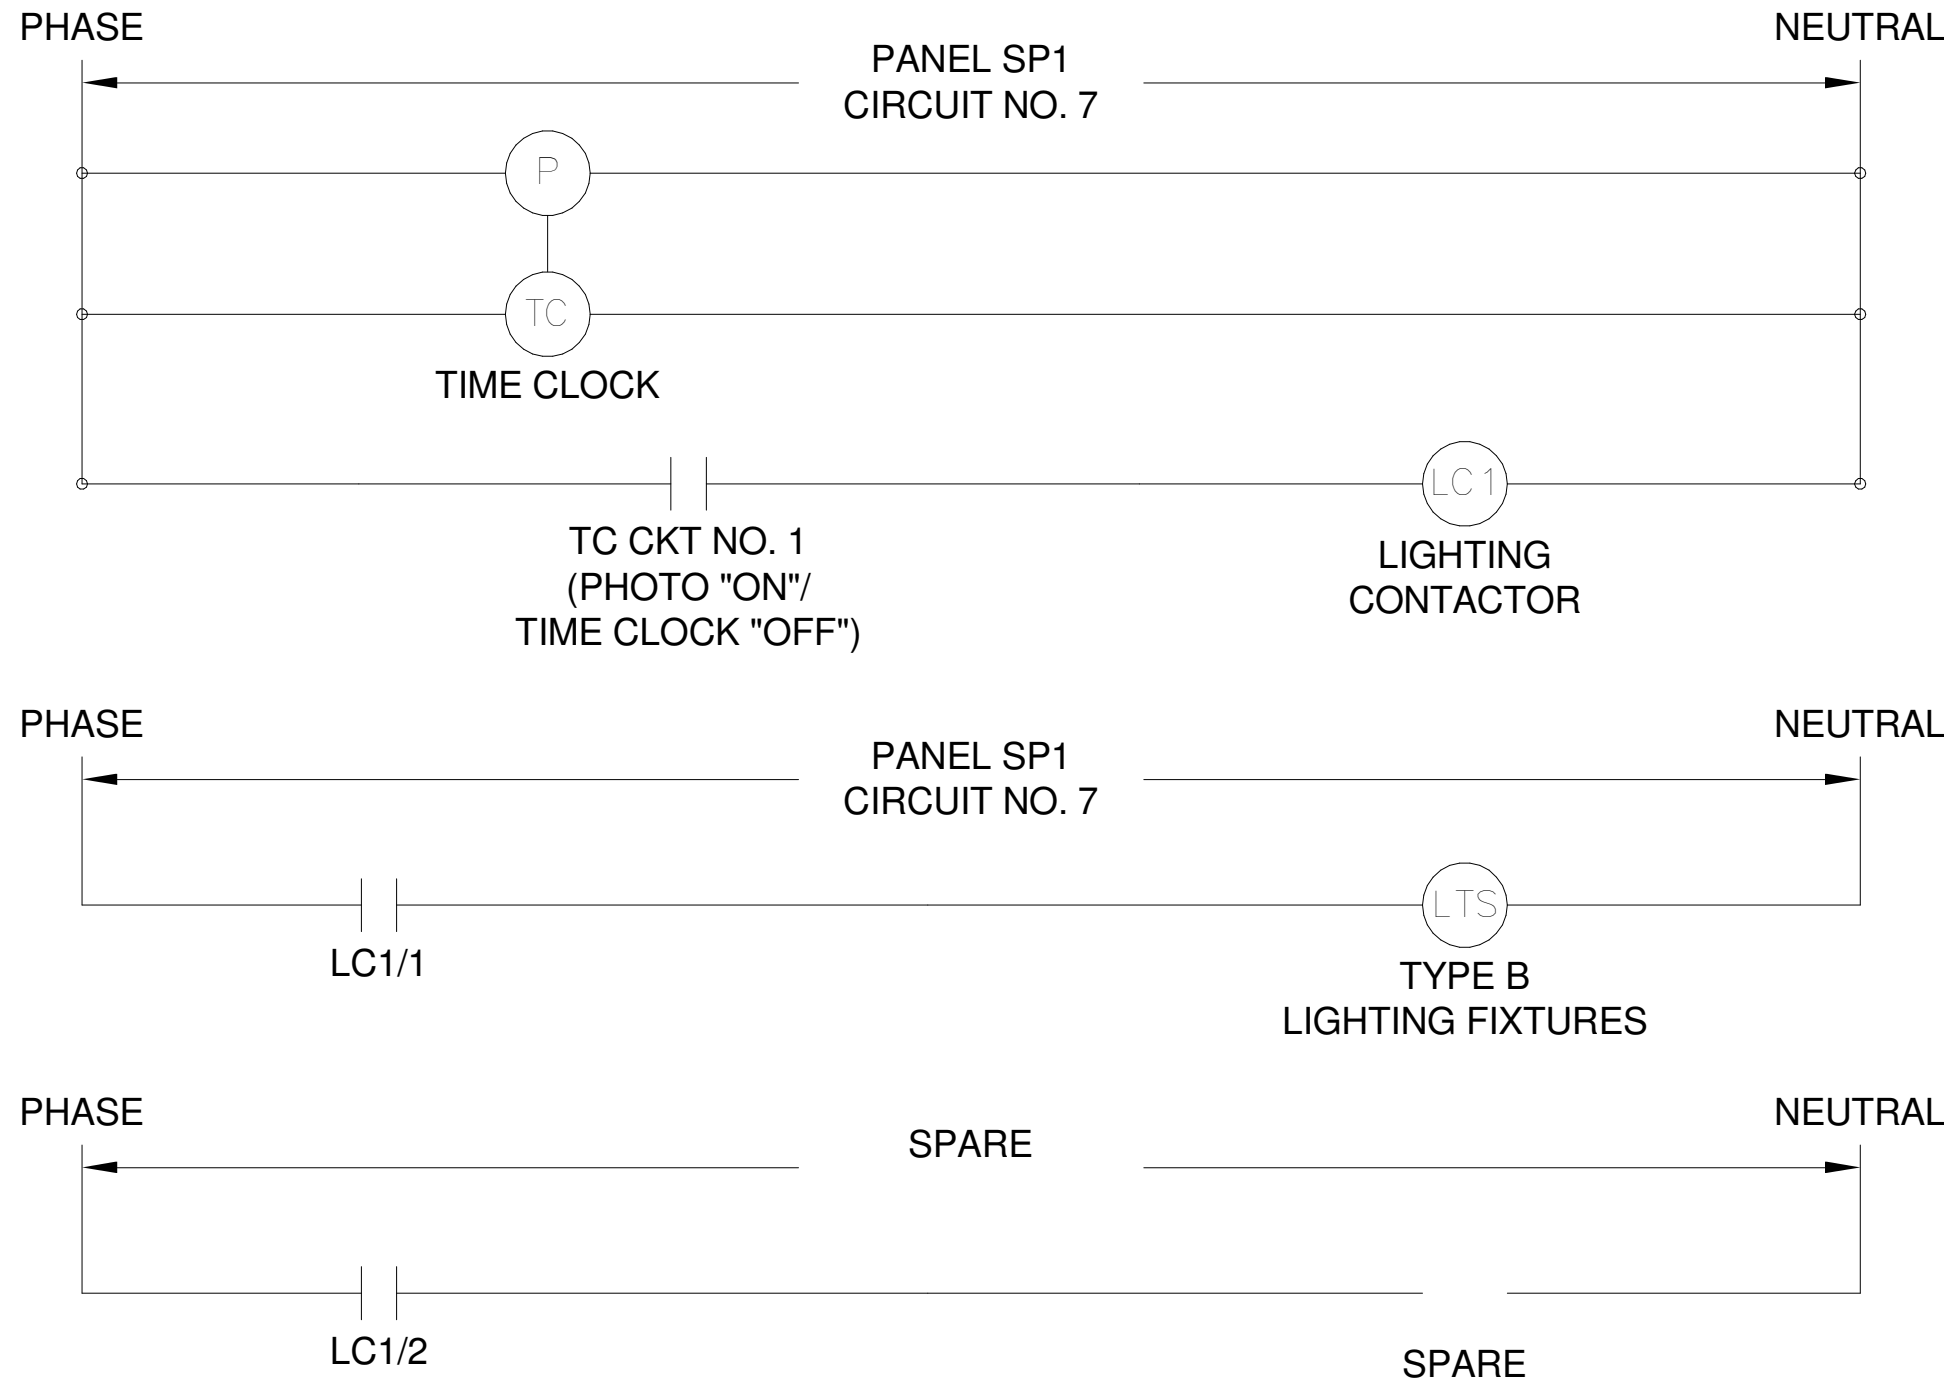 PHASE
NEUTRAL
PANEL SP1
CIRCUIT NO. 7
P
TC
TIME CLOCK
TC CKT NO. 1
(PHOTO "ON"/
TIME CLOCK "OFF")
LC1
LIGHTING
CONTACTOR
PHASE
NEUTRAL
PANEL SP1
CIRCUIT NO. 7
LC1/1
LTS
TYPE B
LIGHTING FIXTURES
PHASE
NEUTRAL
SPARE
LC1/2
SPARE